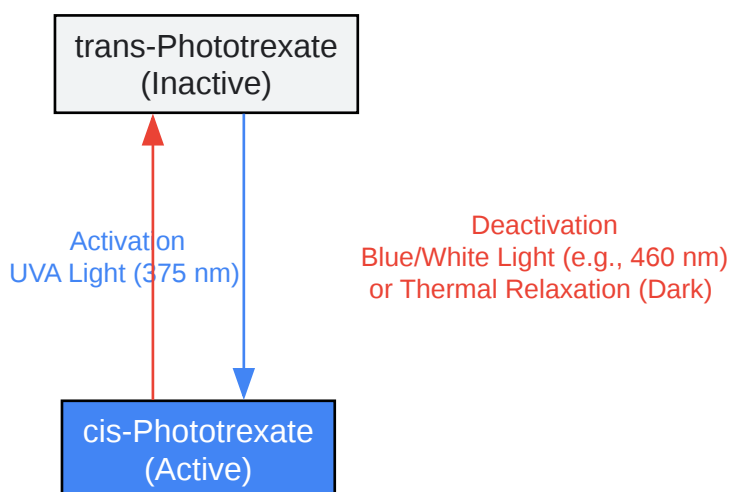 trans-Phototrexate
(Inactive)
Activation
UVA Light (375 nm)
Deactivation
Blue/White Light (e.g., 460 nm)
or Thermal Relaxation (Dark)
cis-Phototrexate
(Active)